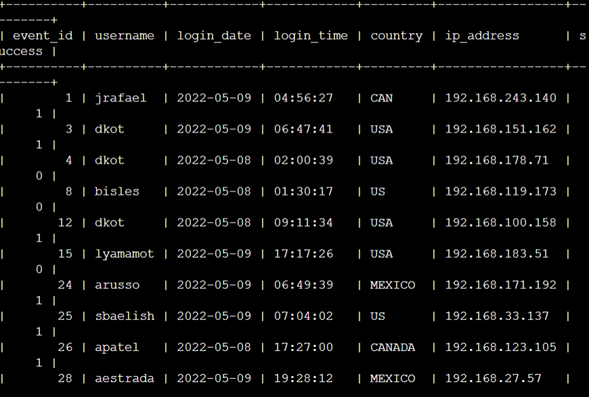 +----------+----------+------------+------------+---------+-----------------+--
-------+
| event_id | username | login_date | login_time | country | ip_address      | s
uccess |
+----------+----------+------------+------------+---------+-----------------+--
-------+
|        1 | jrafael  | 2022-05-09 | 04:56:27   | CAN     | 192.168.243.140 |
     1 |
|        3 | dkot     | 2022-05-09 | 06:47:41   | USA     | 192.168.151.162 |
     1 |
|        4 | dkot     | 2022-05-08 | 02:00:39   | USA     | 192.168.178.71  |
     0 |
|        8 | bisles   | 2022-05-08 | 01:30:17   | US      | 192.168.119.173 |
     0 |
|       12 | dkot     | 2022-05-08 | 09:11:34   | USA     | 192.168.100.158 |
     1 |
|       15 | lyamamot | 2022-05-09 | 17:17:26   | USA     | 192.168.183.51  |
     0 |
|       24 | arusso   | 2022-05-09 | 06:49:39   | MEXICO  | 192.168.171.192 |
     1 |
|       25 | sbaelish | 2022-05-09 | 07:04:02   | US      | 192.168.33.137  |
     1 |
|       26 | apatel   | 2022-05-08 | 17:27:00   | CANADA  | 192.168.123.105 |
     1 |
|       28 | aestrada | 2022-05-09 | 19:28:12   | MEXICO  | 192.168.27.57   |